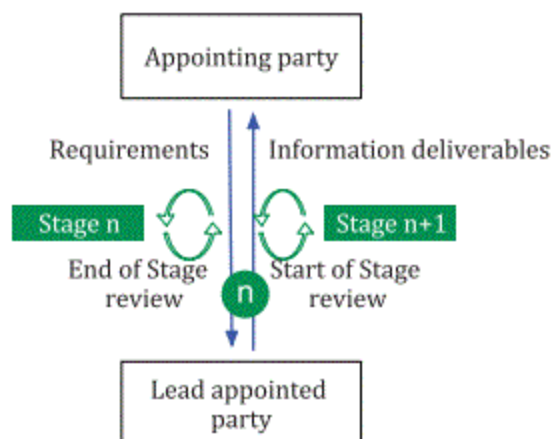 Appointing party
Requirements
Information deliverables
Stage n
Stage n+1
End of Stage
review
Start of Stage
review
n
Lead appointed
party